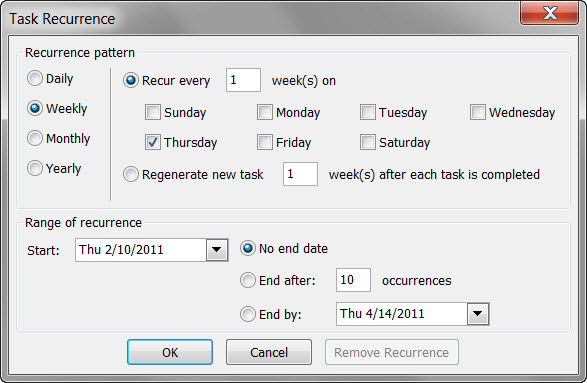 Task Recurrence
Recurrence pattern
Daily
Weekly
Monthly
Yearly
Recur every 1 week(s) on
Sunday Monday Tuesday Wednesday
Thursday Friday Saturday
Regenerate new task 1 week(s) after each task is completed
Range of recurrence
Start: Thu 2/10/2011
No end date
End after: 10 occurrences
End by: Thu 4/14/2011
OK Cancel Remove Recurrence